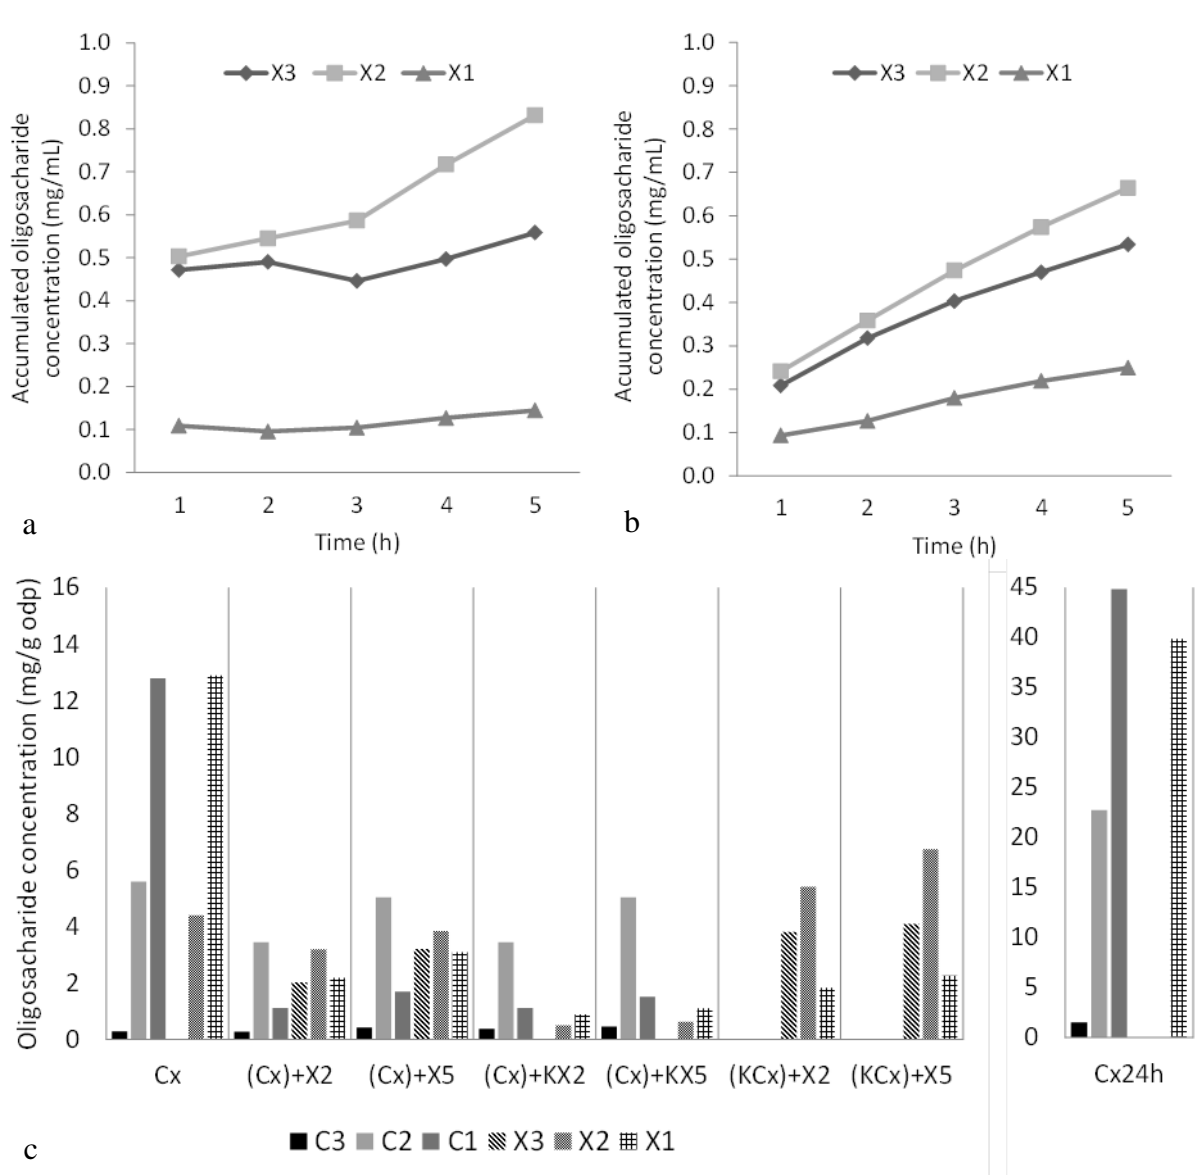 1.0
0.9
0.8
0.7
0.6
0.5
0.4
0.3
0.2
0.1
0.0
Accumulated oligosacharide
concentration (mg/mL)
X3 X2 X1
1 2 3 4 5
Time (h)
a
1.0
0.9
0.8
0.7
0.6
0.5
0.4
0.3
0.2
0.1
0.0
Acuumulated oligosacharide
concentration (mg/mL)
X3 X2 X1
1 2 3 4 5
Time (h)
b
16
14
12
10
8
6
4
2
0
Oligosacharide concentration (mg/g odp)
Cx (Cx)+X2 (Cx)+X5 (Cx)+KX2 (Cx)+KX5 (KCx)+X2 (KCx)+X5
45
40
35
30
25
20
15
10
5
0
Cx24h
C3 C2 C1 X3 X2 X1
c